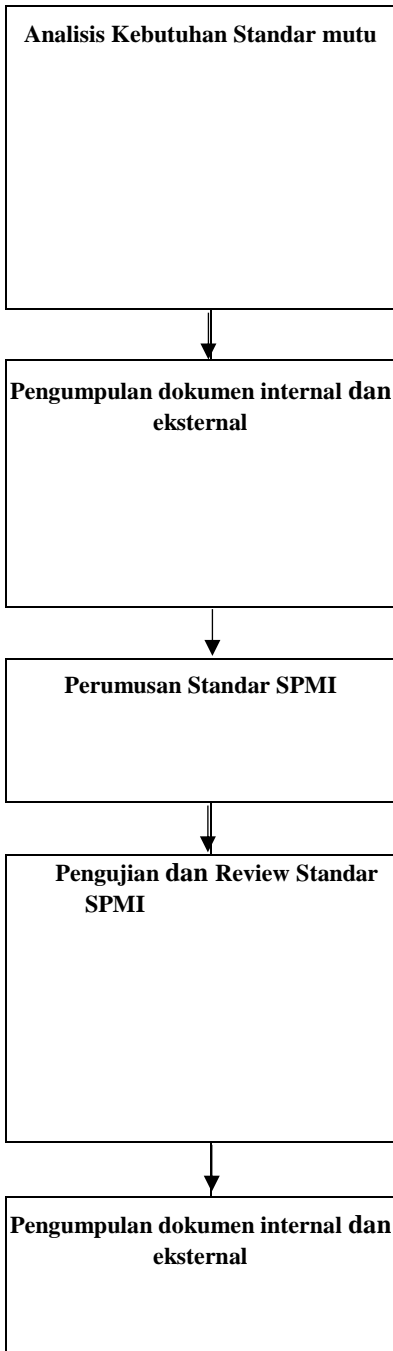 Analisis Kebutuhan Standar mutu
Pengumpulan dokumen internal dan
eksternal
Perumusan Standar SPMI
Pengujian dan Review Standar
SPMI
Pengumpulan dokumen internal dan
eksternal